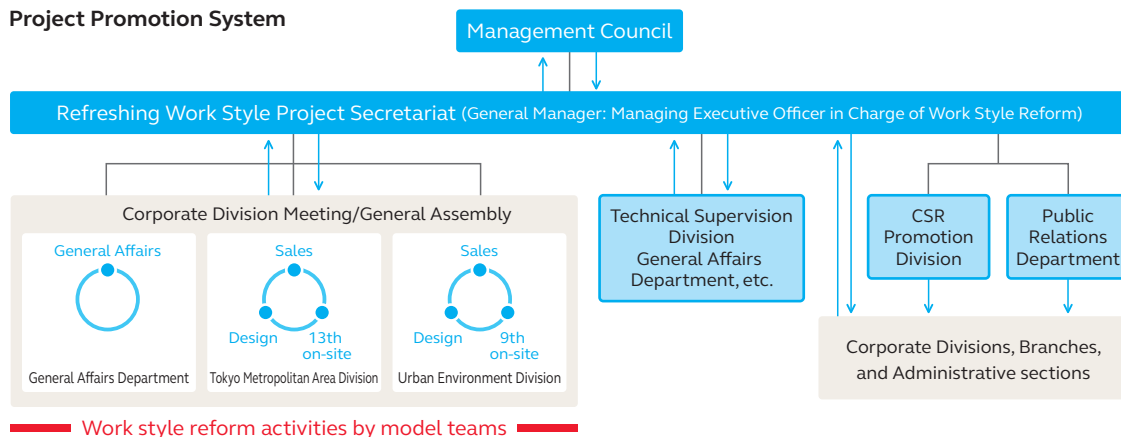 Project Promotion System
Management Council
Refreshing Work Style Project Secretariat (General Manager: Managing Executive Officer in Charge of Work Style Reform)
Corporate Division Meeting/General Assembly
General Affairs
General Affairs Department
Sales
Design
13th
on-site
Tokyo Metropolitan Area Division
Sales
Design
9th
on-site
Urban Environment Division
Work style reform activities by model teams
Technical Supervision
Division
General Affairs
Department, etc.
CSR
Promotion
Division
Public
Relations
Department
Corporate Divisions, Branches,
and Administrative sections